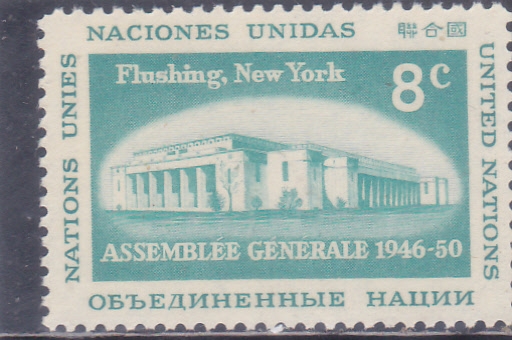 NACIONES UNIDAS
聯合國
NATIONS UNIES
UNITED NATIONS
Flushing, New York
8c
ASSEMBLÉE GÉNÉRALE 1946-50
ОБЪЕДИНЕННЫЕ НАЦИИ